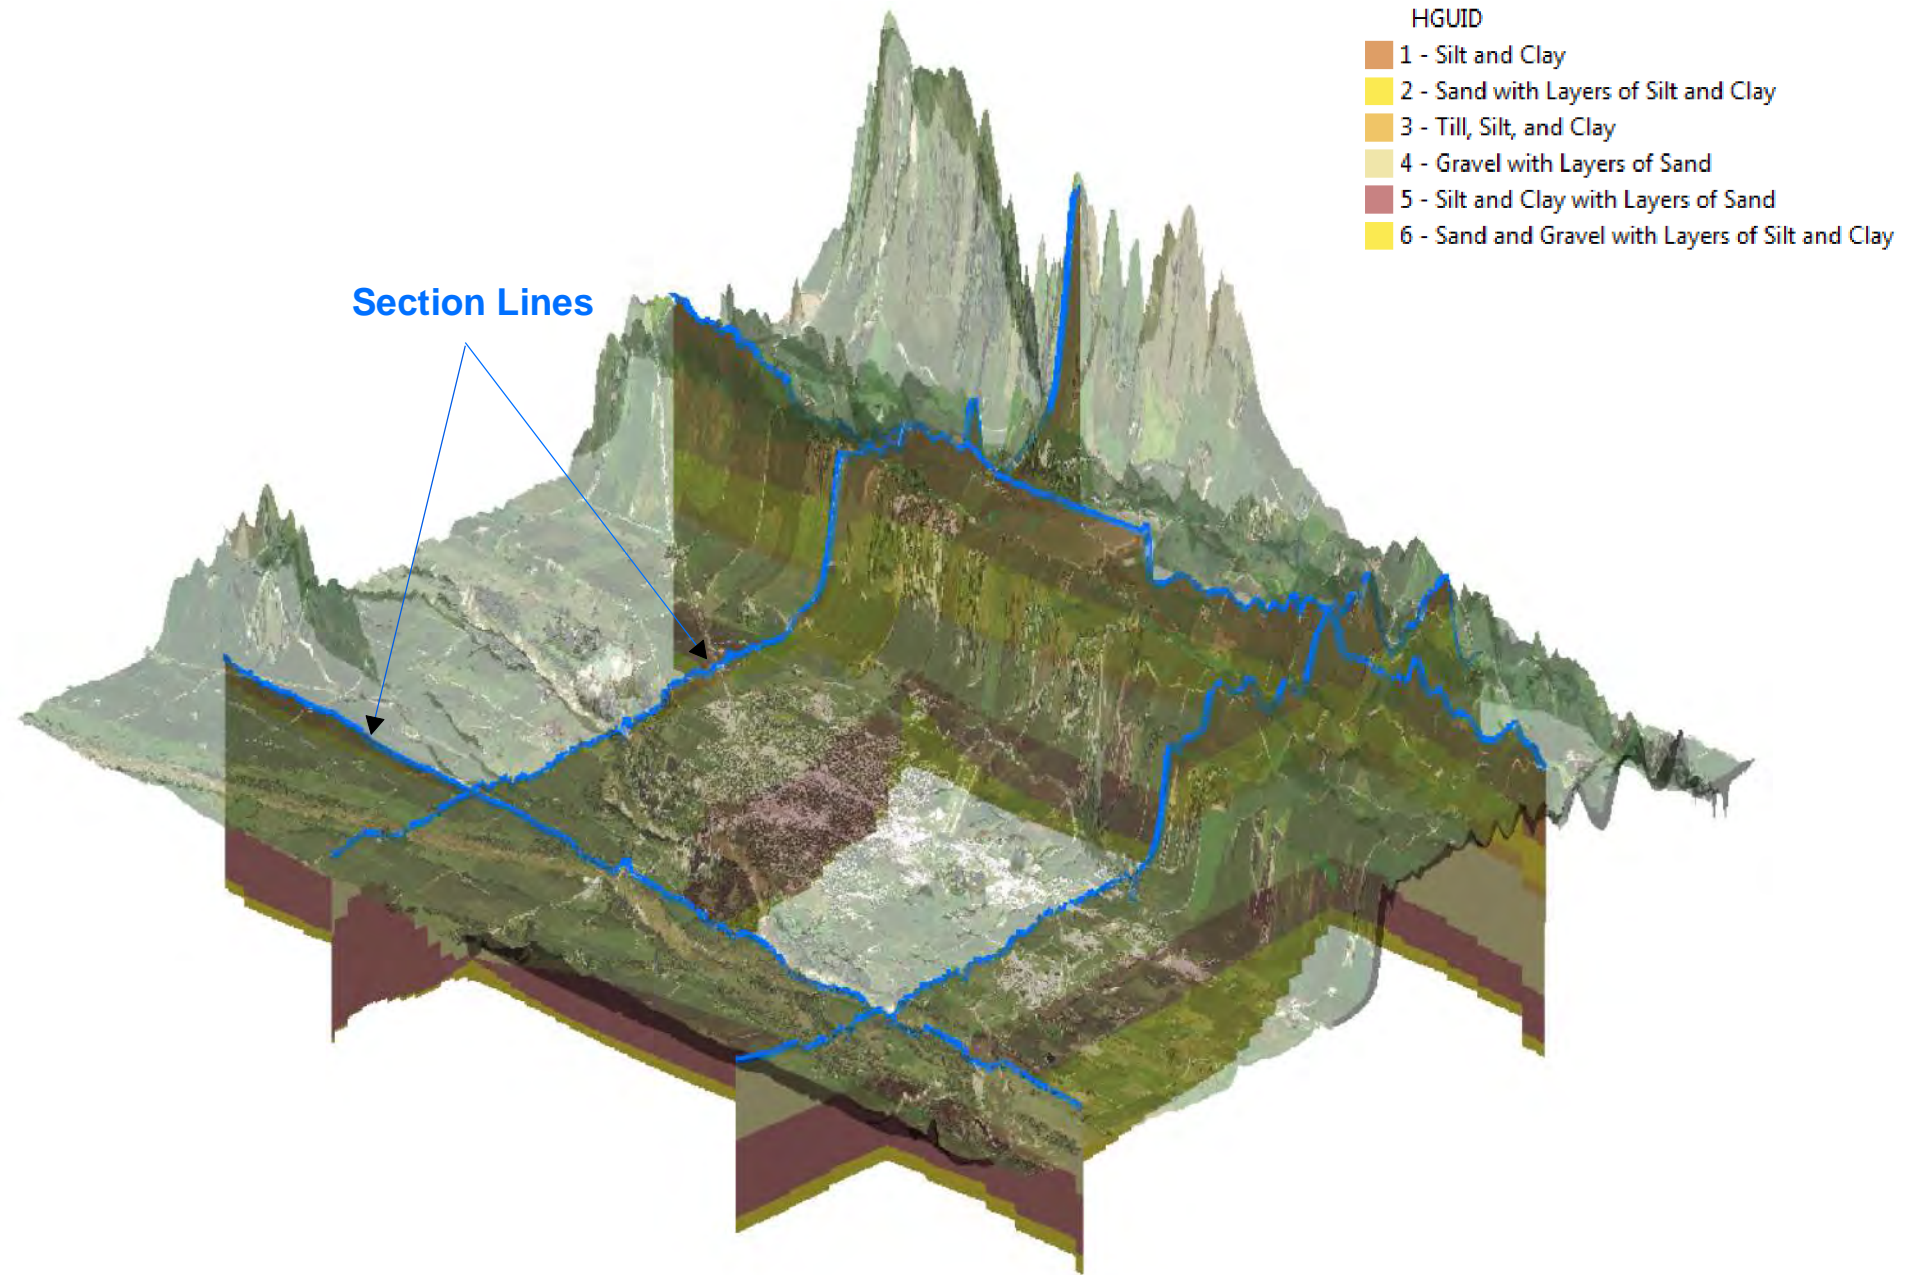 HGUID
1 - Silt and Clay
2 - Sand with Layers of Silt and Clay
3 - Till, Silt, and Clay
4 - Gravel with Layers of Sand
5 - Silt and Clay with Layers of Sand
6 - Sand and Gravel with Layers of Silt and Clay
Section Lines